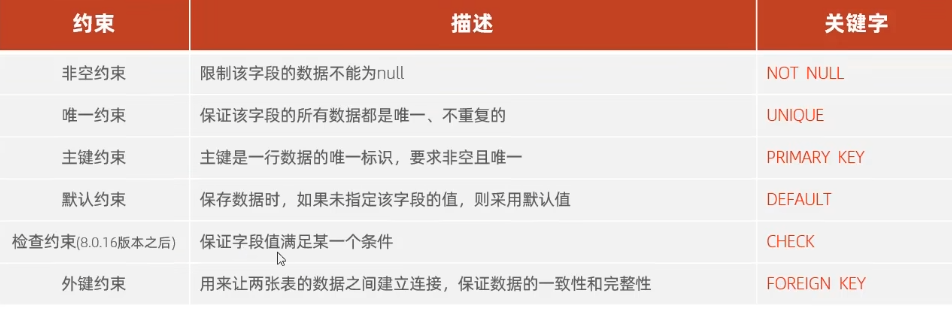 约束 描述 关键字
非空约束 限制该字段的数据不能为null NOT NULL
唯一约束 保证该字段的所有数据都是唯一、不重复的 UNIQUE
主键约束 主键是一行数据的唯一标识，要求非空且唯一 PRIMARY KEY
默认约束 保存数据时，如果未指定该字段的值，则采用默认值 DEFAULT
检查约束(8.0.16版本之后) 保证字段值满足某一个条件 CHECK
外键约束 用来让两张表的数据之间建立连接，保证数据的一致性和完整性 FOREIGN KEY